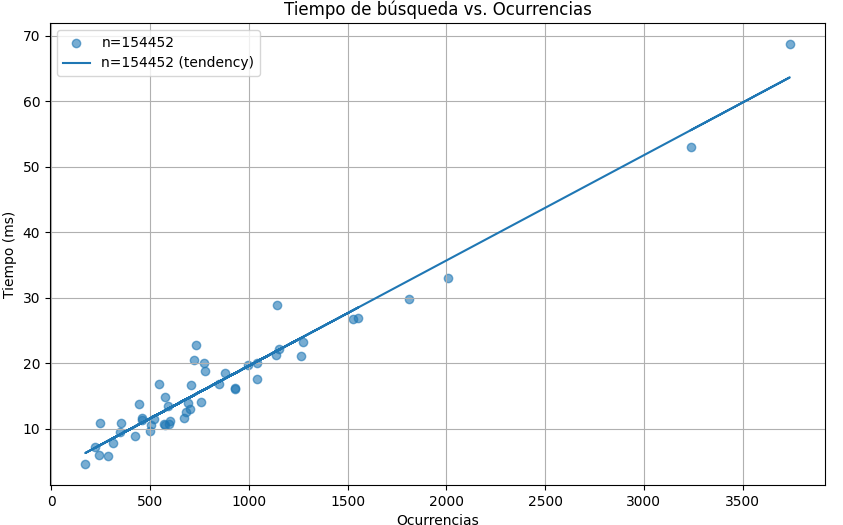 Tiempo de búsqueda vs. Ocurrencias
n=154452
n=154452 (tendency)
Tiempo (ms)
70
60
50
40
30
20
10
0 500 1000 1500 2000 2500 3000 3500
Ocurrencias